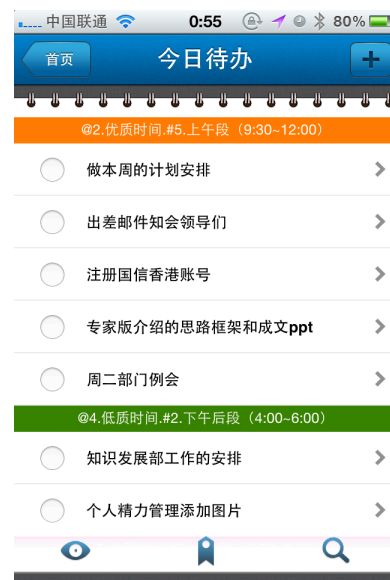 中国联通 0:55 80%
首页 今日待办
@2.优质时间.#5.上午段（9:30~12:00）
做本周的计划安排
出差邮件知会领导们
注册国信香港账号
专家版介绍的思路框架和成文ppt
周二部门例会
@4.低质时间.#2.下午后段（4:00~6:00）
知识发展部工作的安排
个人精力管理添加图片